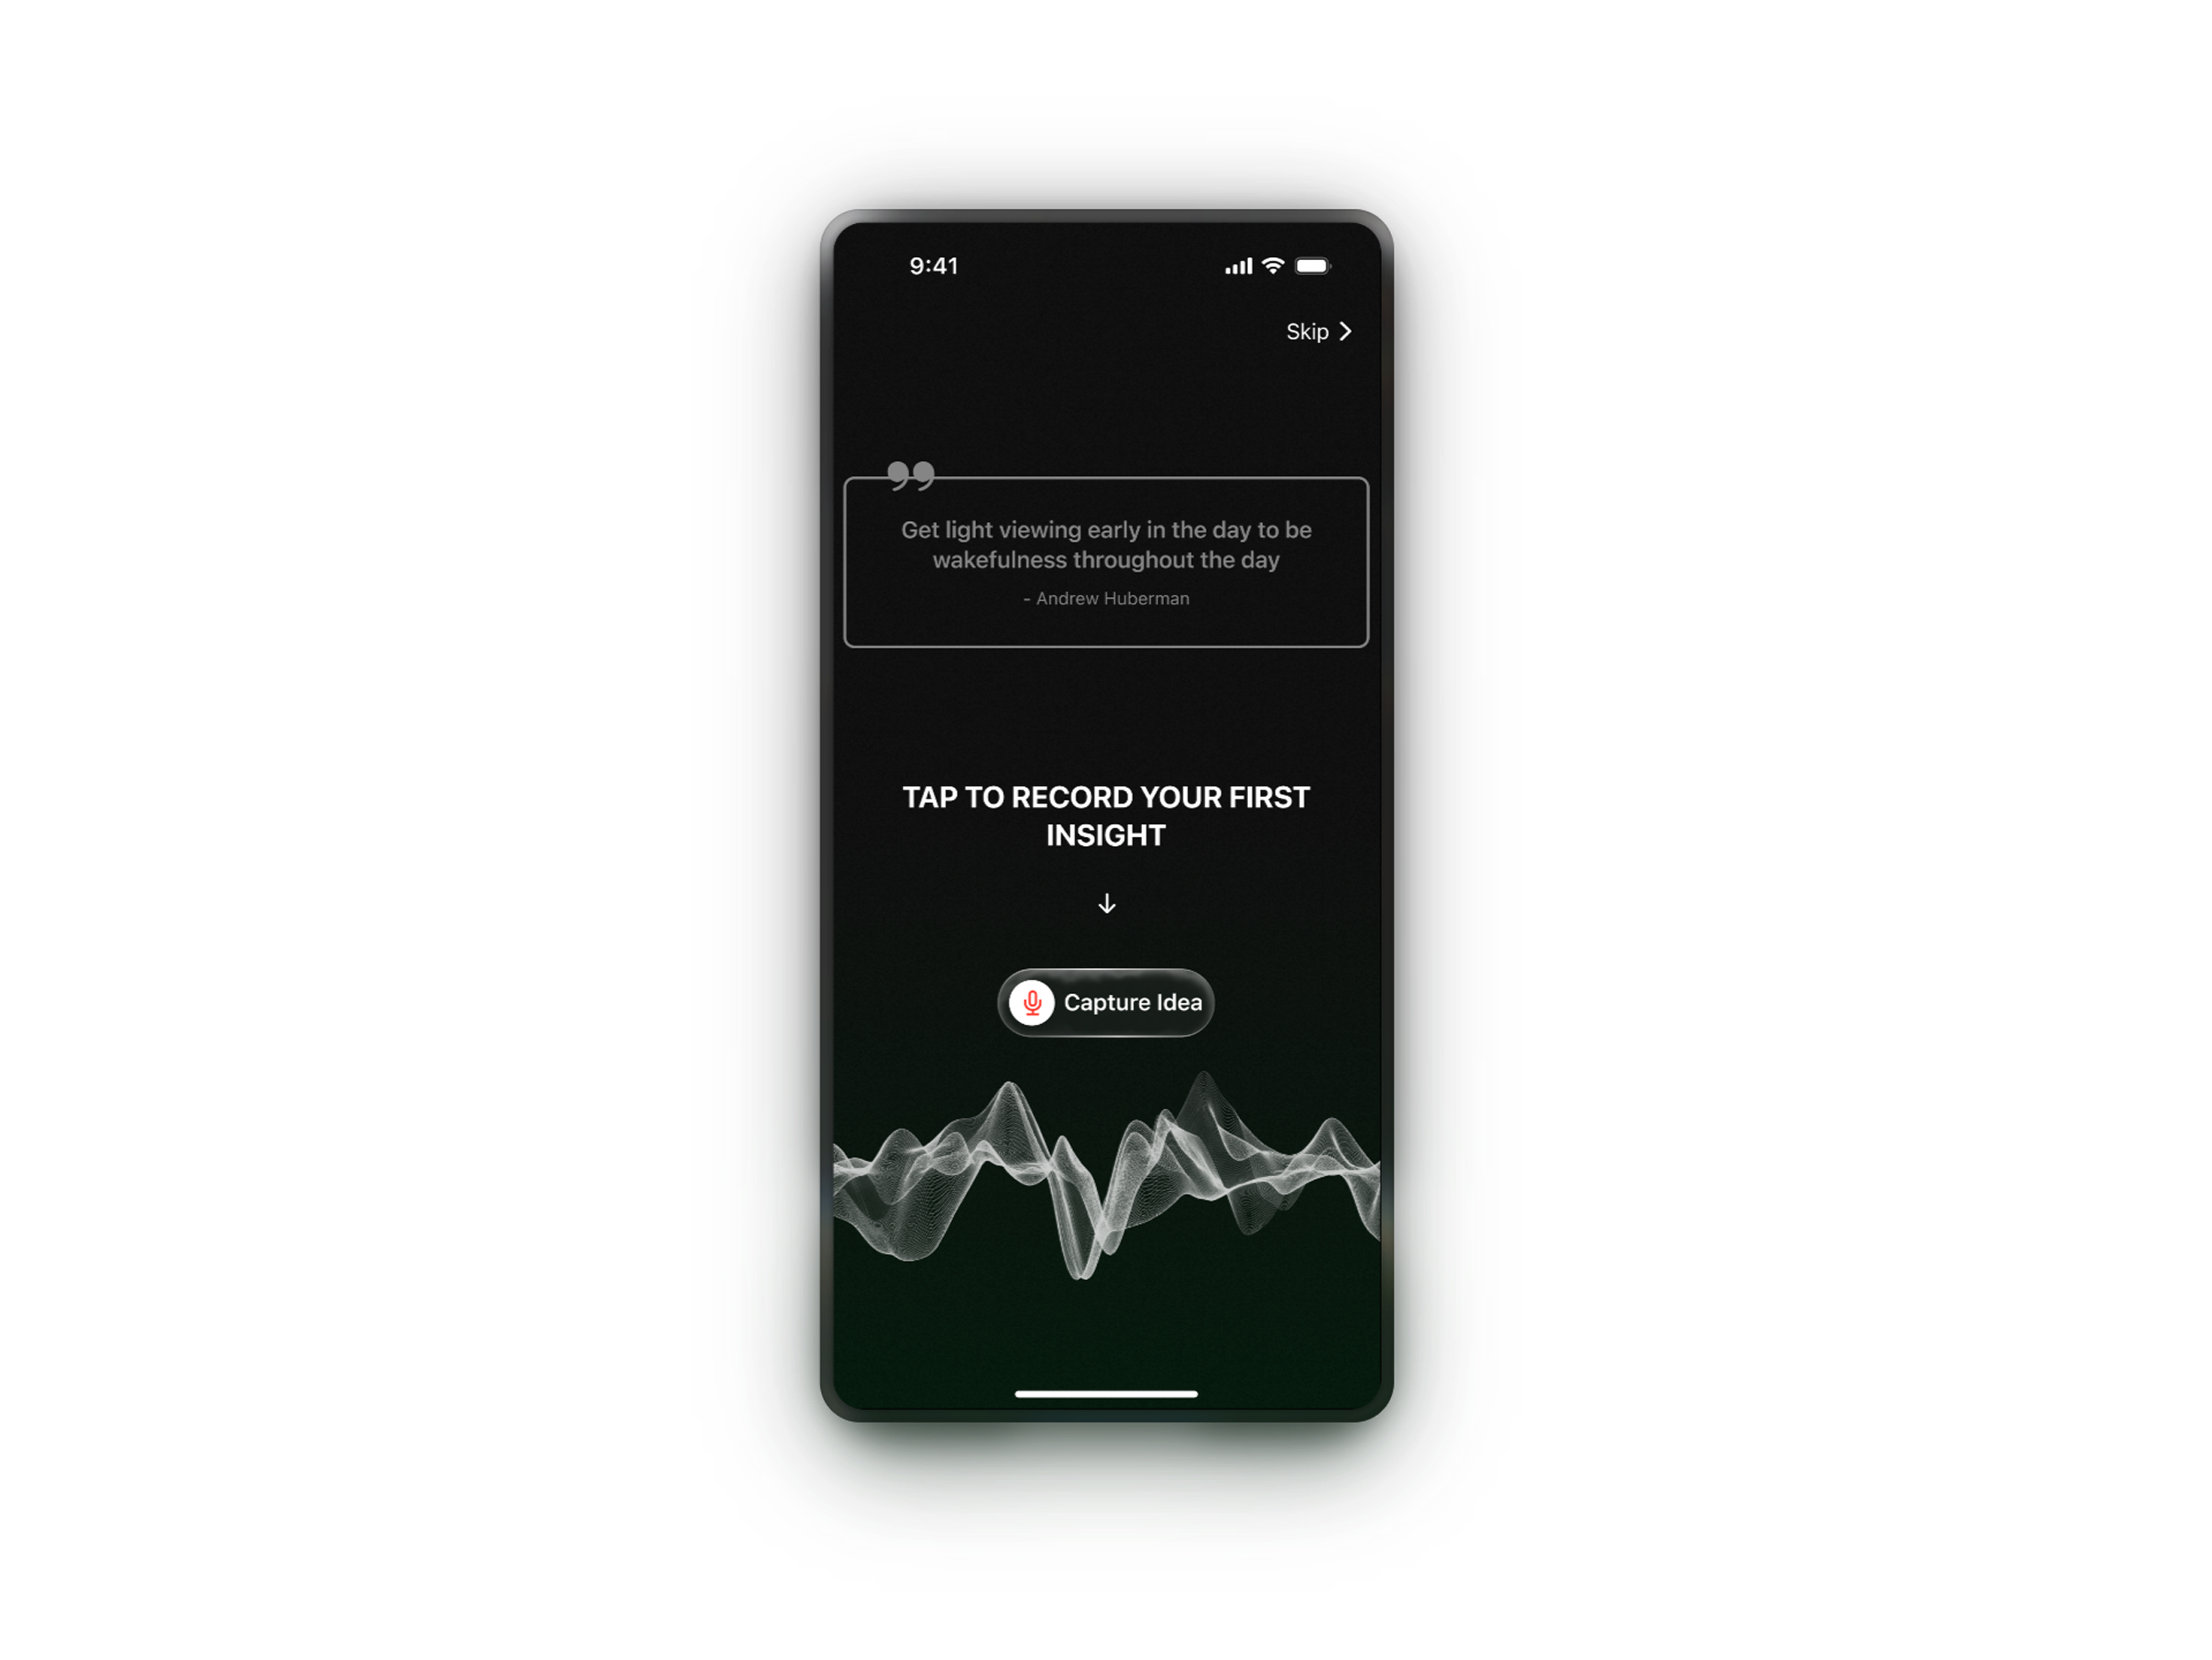 9:41
Skip
Get light viewing early in the day to be
wakefulness throughout the day
- Andrew Huberman
TAP TO RECORD YOUR FIRST
INSIGHT
Capture Idea